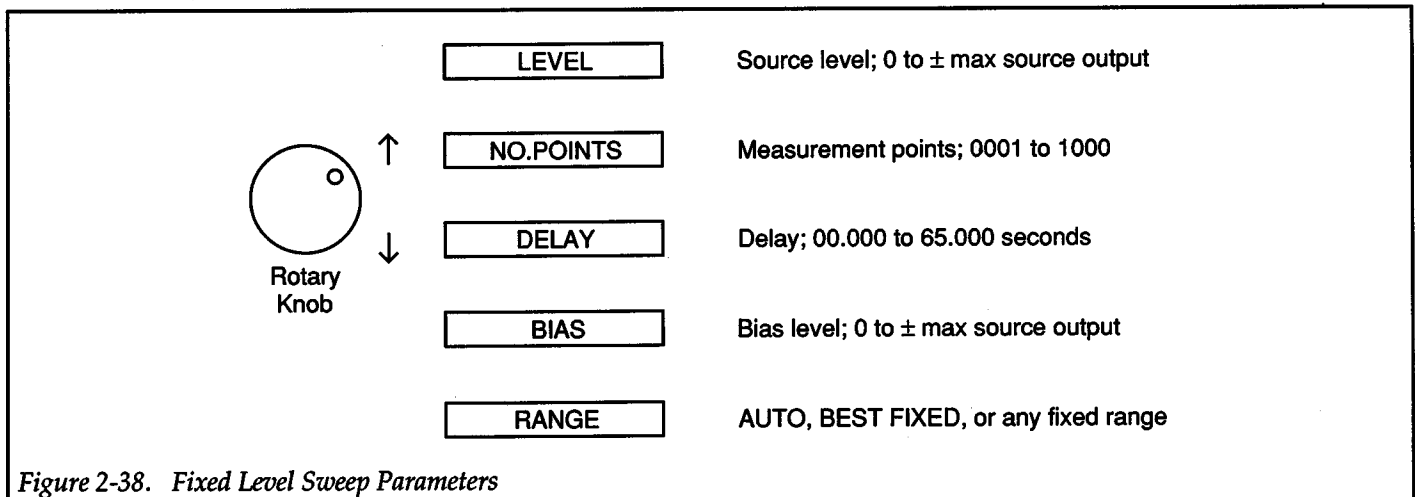 LEVEL Source level; 0 to ± max source output
↑ NO.POINTS Measurement points; 0001 to 1000
↓ DELAY Delay; 00.000 to 65.000 seconds
Rotary
Knob
BIAS Bias level; 0 to ± max source output
RANGE AUTO, BEST FIXED, or any fixed range
Figure 2-38. Fixed Level Sweep Parameters